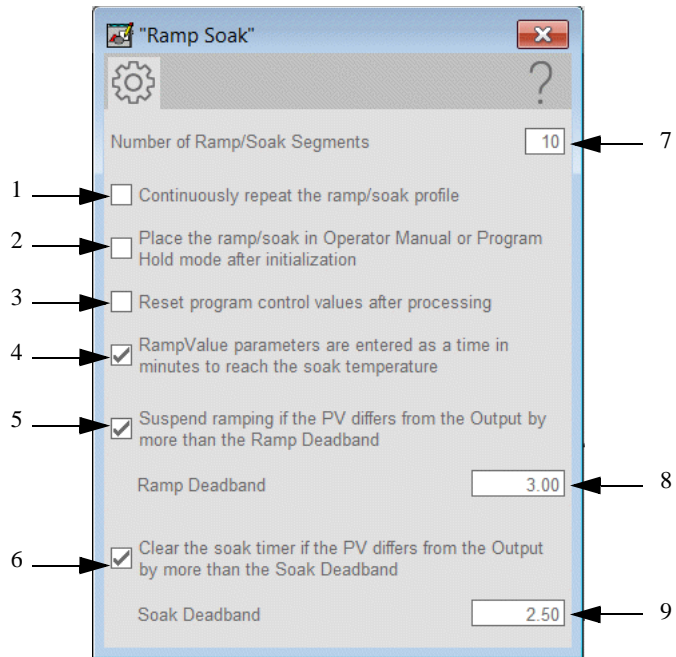 "Ramp Soak"
Number of Ramp/Soak Segments 10 7
1 Continuously repeat the ramp/soak profile
2 Place the ramp/soak in Operator Manual or Program
Hold mode after initialization
3 Reset program control values after processing
4 RampValue parameters are entered as a time in
minutes to reach the soak temperature
5 Suspend ramping if the PV differs from the Output by
more than the Ramp Deadband
Ramp Deadband 3.00 8
6 Clear the soak timer if the PV differs from the Output
by more than the Soak Deadband
Soak Deadband 2.50 9